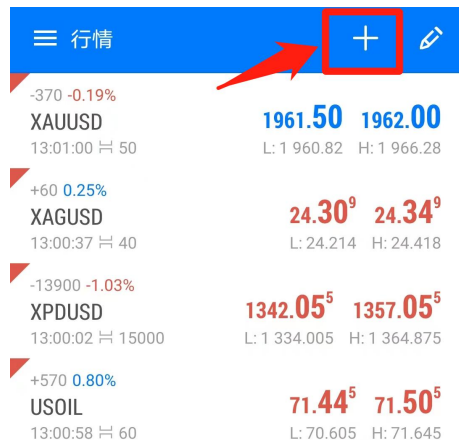 行情
-370 -0.19%
XAUUSD 1961.50 1962.00
13:01:00 50 L: 1 960.82 H: 1 966.28
+60 0.25%
XAGUSD 24.30⁹ 24.34⁹
13:00:37 40 L: 24.214 H: 24.418
-13900 -1.03%
XPDUSD 1342.05⁵ 1357.05⁵
13:00:02 15000 L: 1 334.005 H: 1 364.875
+570 0.80%
USOIL 71.44⁵ 71.50⁵
13:00:58 60 L: 70.605 H: 71.645